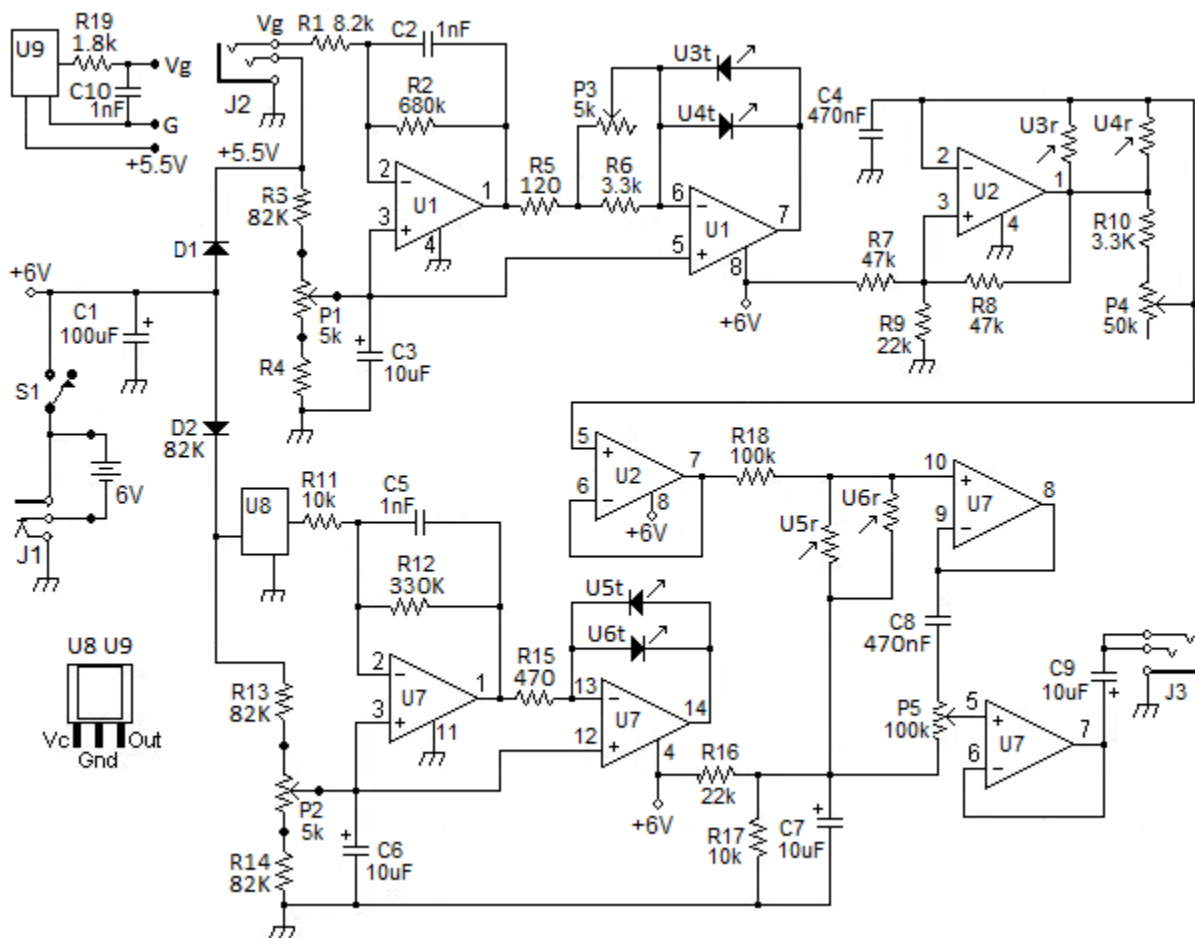 R19
1.8k
U9
Vg
C10
1nF
G
+5.5V
J2
Vg
R1 8.2k
C2
1nF
R2
680k
+5.5V
R3
82K
D1
+6V
C1
100uF
S1
6V
J1
D2
82K
P1
5k
R4
C3
10uF
2
3
1
U1
4
R5
120
R6
3.3k
P3
5k
U3t
U4t
6
5
7
U1
8
+6V
C4
470nF
U3r
U4r
2
3
1
U2
4
R7
47k
R8
47k
R9
22k
R10
3.3K
P4
50k
U8
R11
10k
C5
1nF
R12
330K
2
3
1
U7
11
R13
82K
P2
5k
R14
82K
C6
10uF
R15
470
U5t
U6t
13
12
14
U7
4
+6V
R16
22k
R17
10k
C7
10uF
5
6
7
U2
8
+6V
R18
100k
U5r
U6r
10
9
8
U7
C8
470nF
P5
100k
5
6
7
U7
C9
10uF
J3
U8 U9
Vc
Gnd
Out